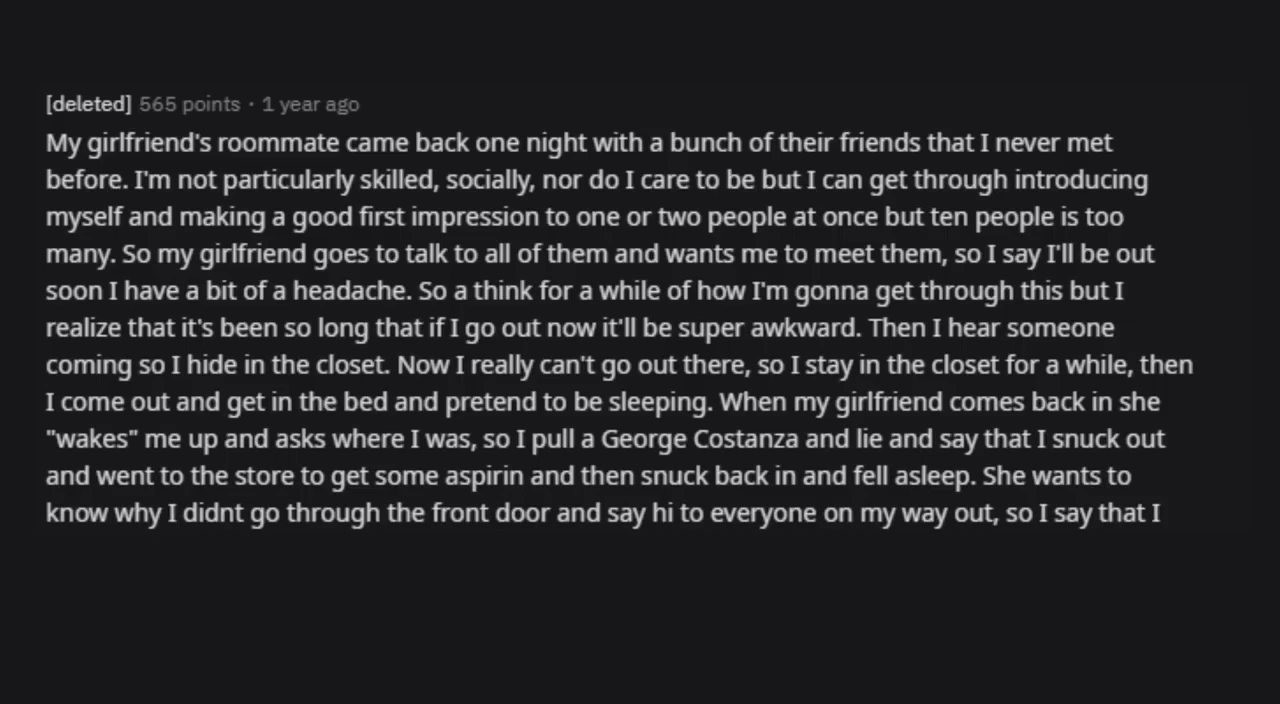 [deleted] 565 points · 1 year ago
My girlfriend's roommate came back one night with a bunch of their friends that I never met
before. I'm not particularly skilled, socially, nor do I care to be but I can get through introducing
myself and making a good first impression to one or two people at once but ten people is too
many. So my girlfriend goes to talk to all of them and wants me to meet them, so I say I'll be out
soon I have a bit of a headache. So a think for a while of how I'm gonna get through this but I
realize that it's been so long that if I go out now it'll be super awkward. Then I hear someone
coming so I hide in the closet. Now I really can't go out there, so I stay in the closet for a while, then
I come out and get in the bed and pretend to be sleeping. When my girlfriend comes back in she
"wakes" me up and asks where I was, so I pull a George Costanza and lie and say that I snuck out
and went to the store to get some aspirin and then snuck back in and fell asleep. She wants to
know why I didnt go through the front door and say hi to everyone on my way out, so I say that I